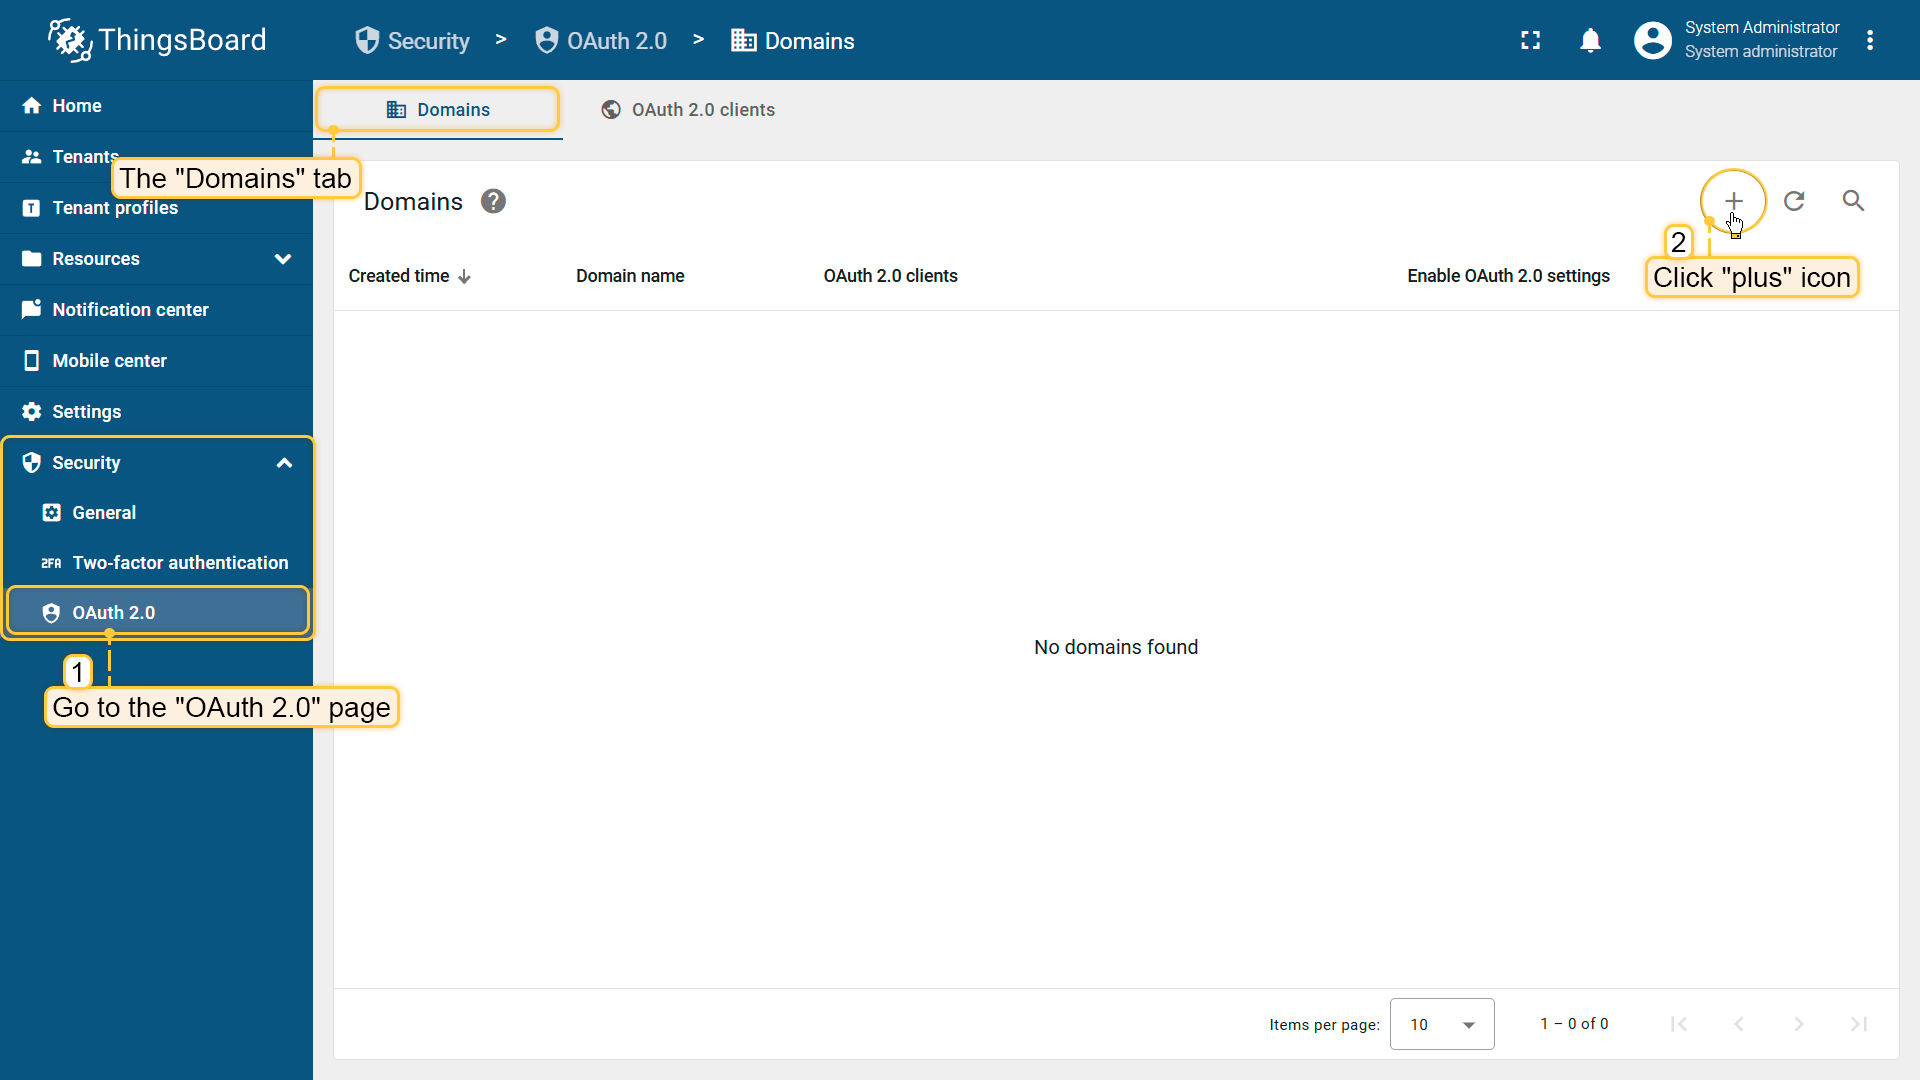 ThingsBoard
Security > OAuth 2.0 > Domains
System Administrator
System administrator
Home
Tenants
Tenant profiles
Resources
Notification center
Mobile center
Settings
Security
General
2FA Two-factor authentication
OAuth 2.0
1
Go to the "OAuth 2.0" page
Domains
OAuth 2.0 clients
The "Domains" tab
Domains
2
Click "plus" icon
Created time
Domain name
OAuth 2.0 clients
Enable OAuth 2.0 settings
No domains found
Items per page: 10
1 – 0 of 0